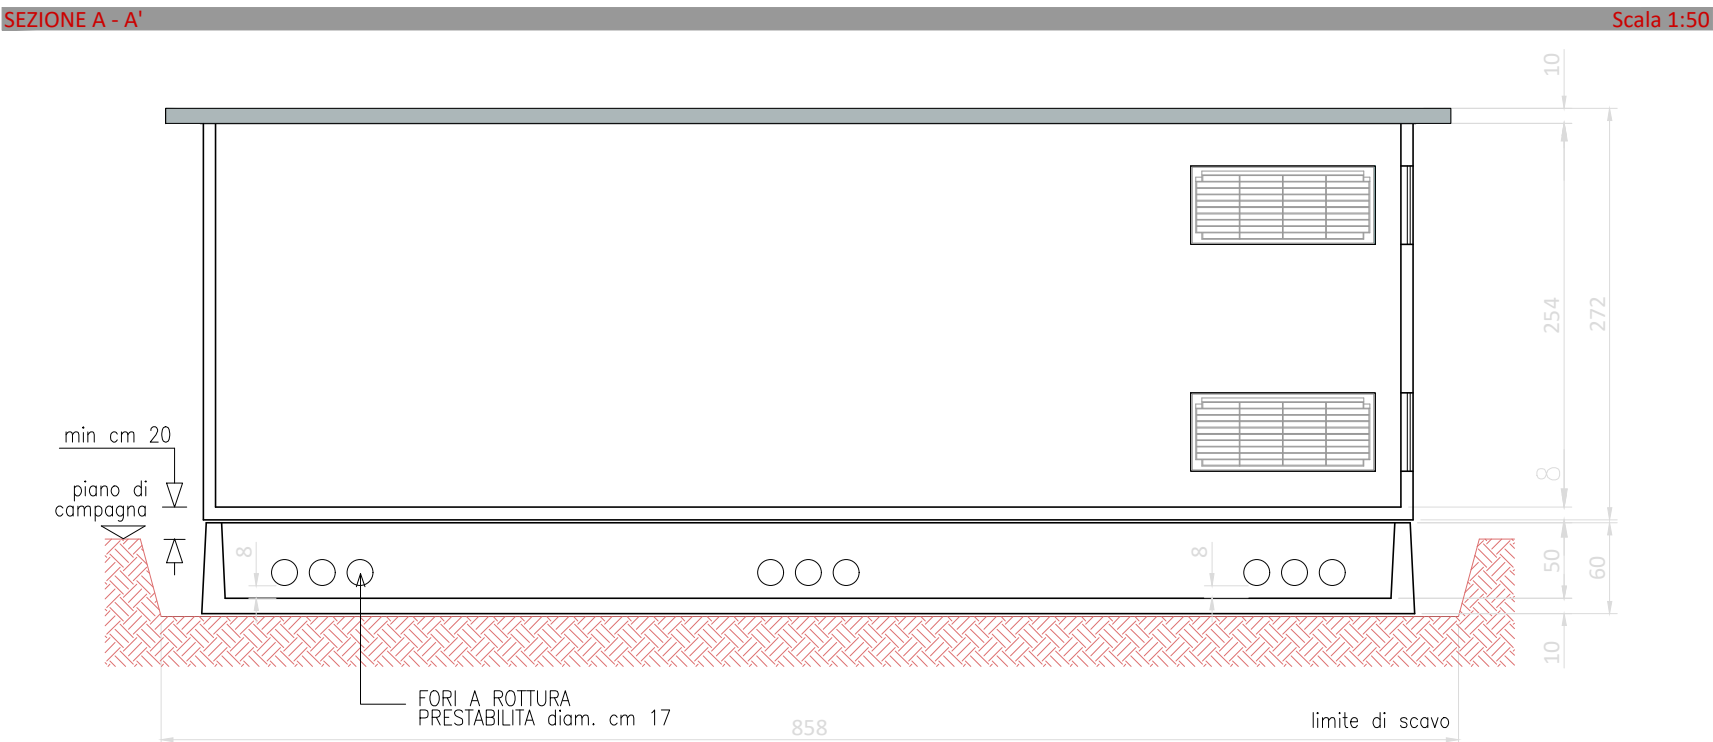 SEZIONE A - A'
Scala 1:50
10
254
272
8
min cm 20
piano di
campagna
8
8
50
60
10
FORI A ROTTURA
PRESTABILITA diam. cm 17
858
limite di scavo